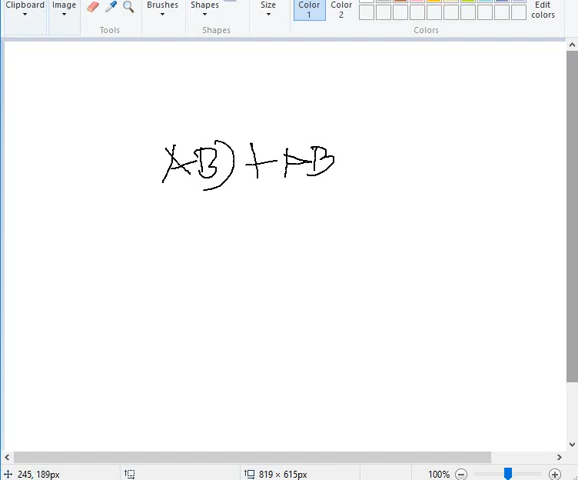 Clipboard Image Brushes Shapes Size Color 1 Color 2 Edit colors
Tools Shapes Colors
AB) + AB
245, 189px 819 × 615px 100%